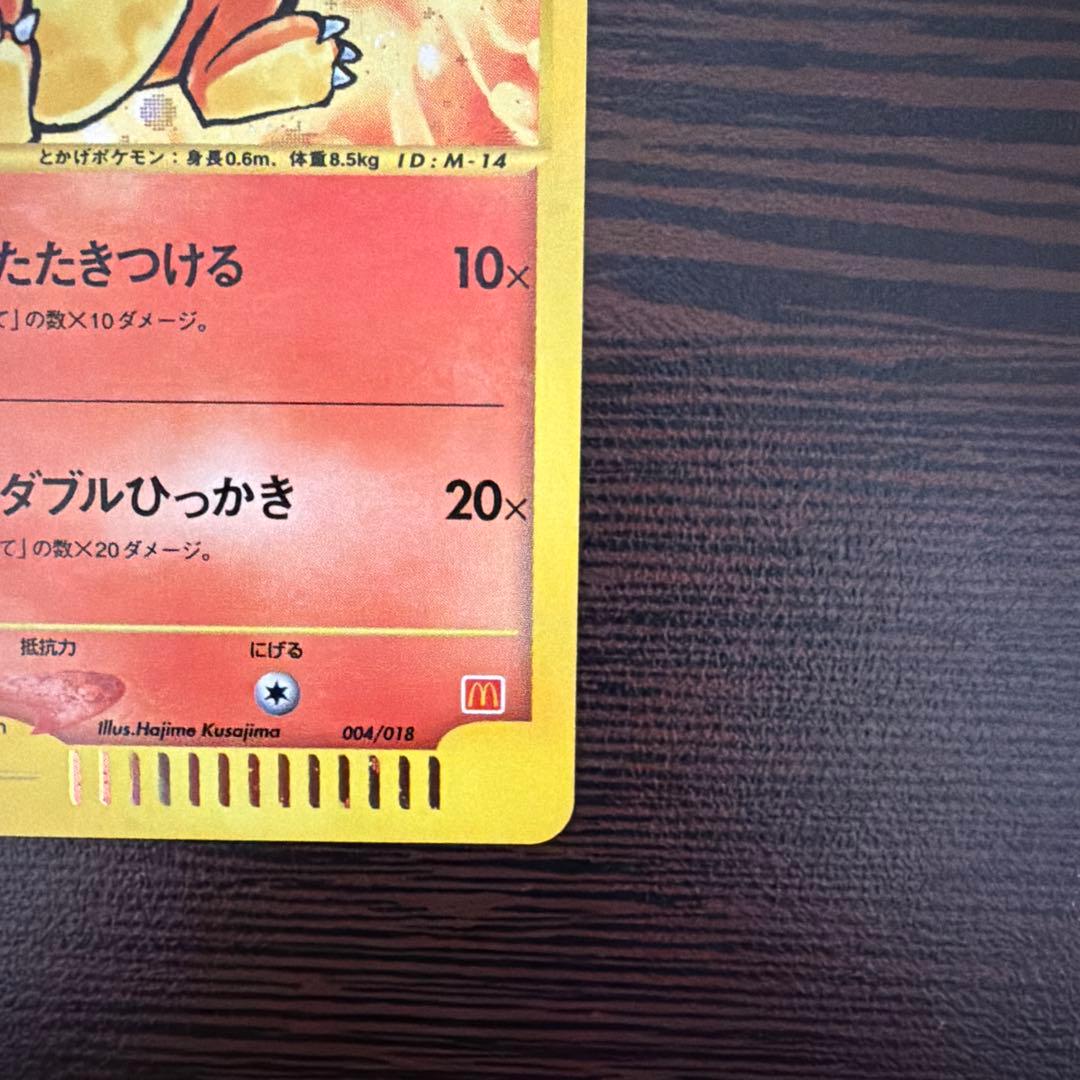 とかげポケモン：身長0.6m、体重8.5kg ID:M-14
たたきつける 10×
て」の数×10ダメージ。
ダブルひっかき 20×
て」の数×20ダメージ。
抵抗力 にげる
Illus.Hajime Kusajima 004/018